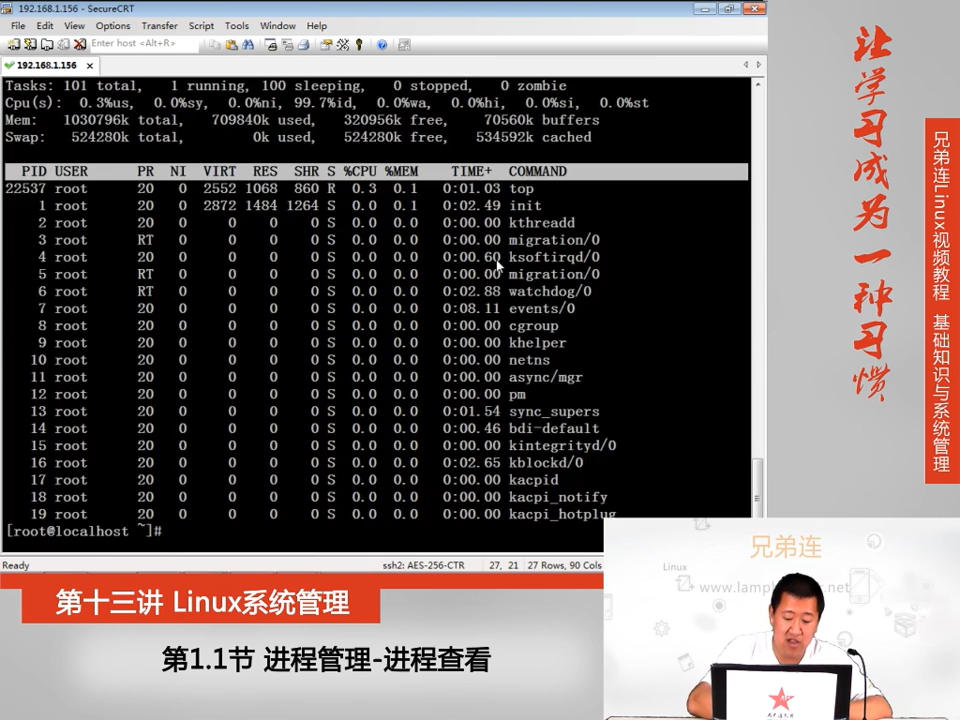 192.168.1.156 - SecureCRT
File Edit View Options Transfer Script Tools Window Help
Enter host <Alt+R>
192.168.1.156
Tasks: 101 total, 1 running, 100 sleeping, 0 stopped, 0 zombie
Cpu(s): 0.3%us, 0.0%sy, 0.0%ni, 99.7%id, 0.0%wa, 0.0%hi, 0.0%si, 0.0%st
Mem: 1030796k total, 709840k used, 320956k free, 70560k buffers
Swap: 524280k total, 0k used, 524280k free, 534592k cached
PID USER PR NI VIRT RES SHR S %CPU %MEM TIME+ COMMAND
22537 root 20 0 2552 1068 860 R 0.3 0.1 0:01.03 top
1 root 20 0 2872 1484 1264 S 0.0 0.1 0:02.49 init
2 root 20 0 0 0 0 S 0.0 0.0 0:00.00 kthreadd
3 root RT 0 0 0 0 S 0.0 0.0 0:00.00 migration/0
4 root 20 0 0 0 0 S 0.0 0.0 0:00.60 ksoftirqd/0
5 root RT 0 0 0 0 S 0.0 0.0 0:00.00 migration/0
6 root RT 0 0 0 0 S 0.0 0.0 0:02.88 watchdog/0
7 root 20 0 0 0 0 S 0.0 0.0 0:08.11 events/0
8 root 20 0 0 0 0 S 0.0 0.0 0:00.00 cgroup
9 root 20 0 0 0 0 S 0.0 0.0 0:00.00 khelper
10 root 20 0 0 0 0 S 0.0 0.0 0:00.00 netns
11 root 20 0 0 0 0 S 0.0 0.0 0:00.00 async/mgr
12 root 20 0 0 0 0 S 0.0 0.0 0:00.00 pm
13 root 20 0 0 0 0 S 0.0 0.0 0:01.54 sync_supers
14 root 20 0 0 0 0 S 0.0 0.0 0:00.46 bdi-default
15 root 20 0 0 0 0 S 0.0 0.0 0:00.00 kintegrityd/0
16 root 20 0 0 0 0 S 0.0 0.0 0:02.65 kblockd/0
17 root 20 0 0 0 0 S 0.0 0.0 0:00.00 kacpid
18 root 20 0 0 0 0 S 0.0 0.0 0:00.00 kacpi_notify
19 root 20 0 0 0 0 S 0.0 0.0 0:00.00 kacpi_hotplug
[root@localhost ~]#
Ready ssh2: AES-256-CTR 27, 21 27 Rows, 90 Cols
让学习成为一种习惯
兄弟连Linux视频教程 基础知识与系统管理
第十三讲 Linux系统管理
第1.1节 进程管理-进程查看
兄弟连
Linux